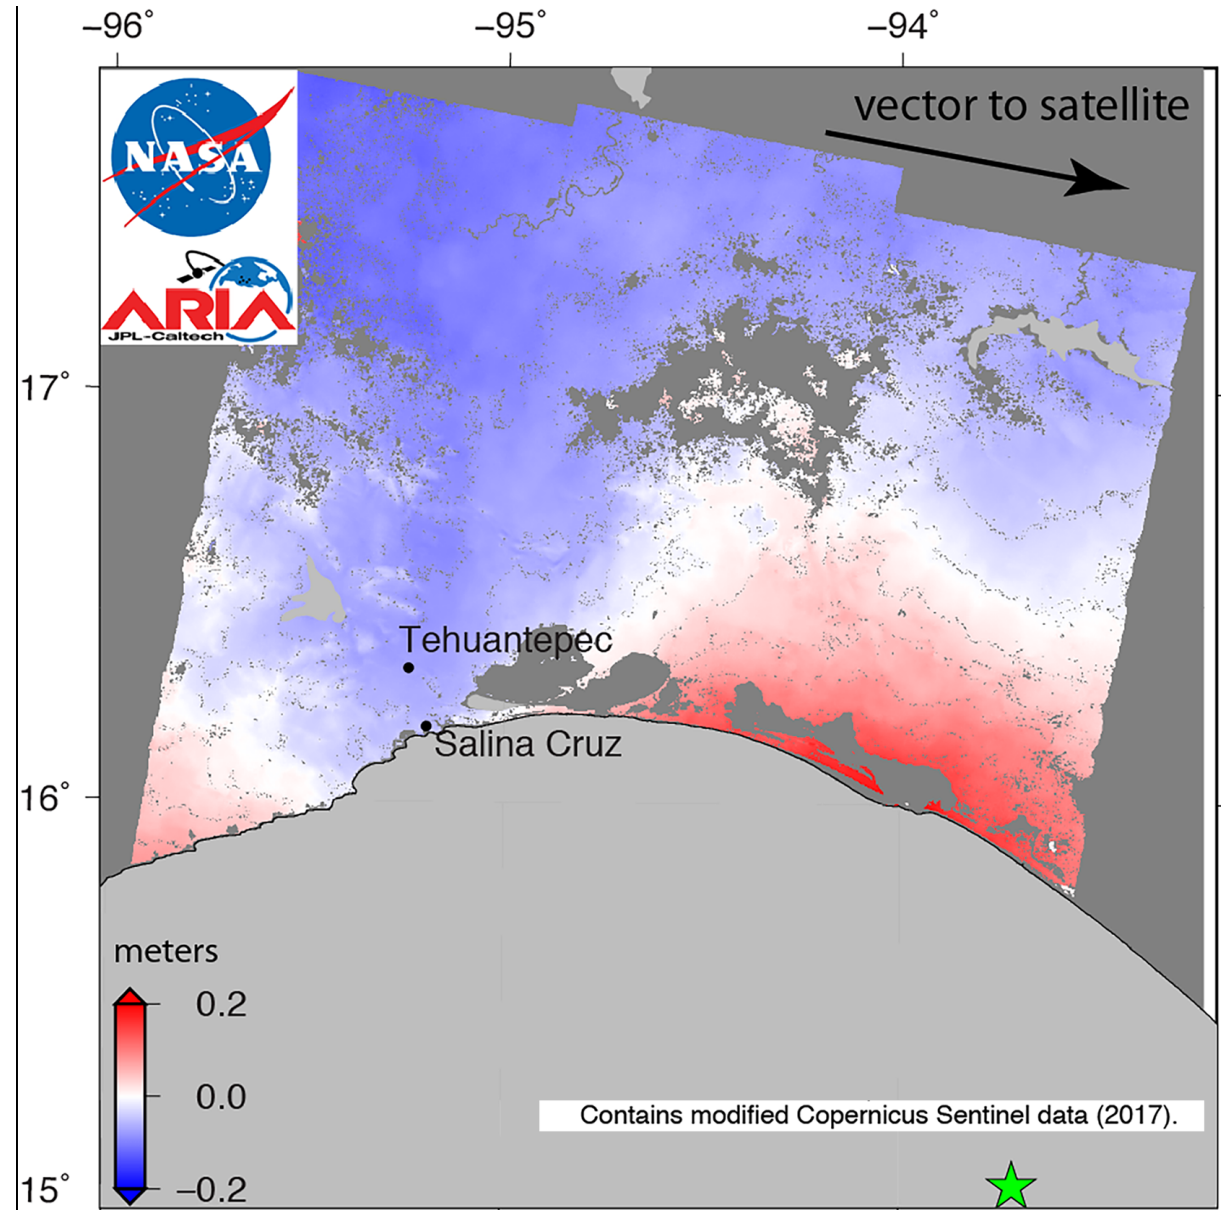 –96° –95° –94°
NASA
vector to satellite
ARIA
JPL-Caltech
17°
Tehuantepec
Salina Cruz
16°
meters
0.2
0.0
–0.2
Contains modified Copernicus Sentinel data (2017).
15°